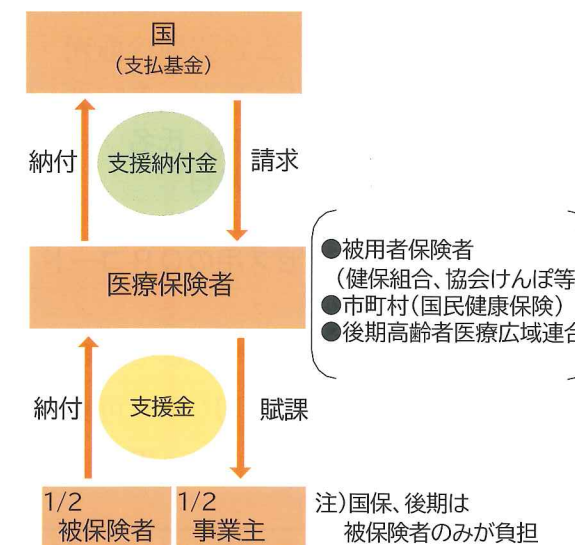 国
(支払基金)
納付
支援納付金
請求
医療保険者
●被用者保険者
(健保組合、協会けんぽ等
●市町村(国民健康保険)
●後期高齢者医療広域連合
納付
支援金
賦課
1/2
被保険者
1/2
事業主
注)国保、後期は
被保険者のみが負担